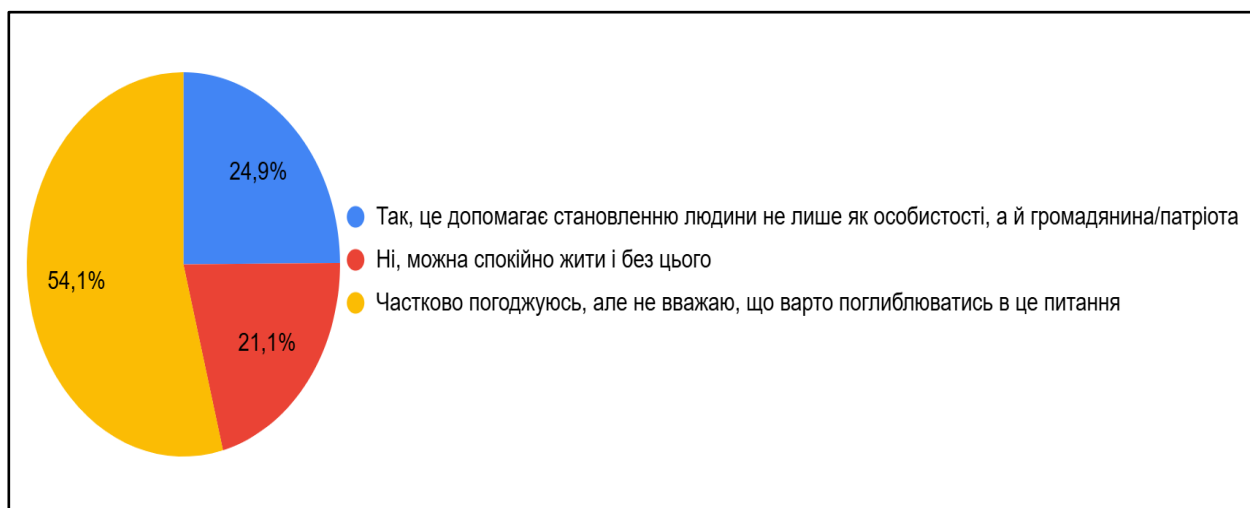 24,9%
Так, це допомагає становленню людини не лише як особистості, а й громадянина/патріота
Ні, можна спокійно жити і без цього
54,1%
Частково погоджуюсь, але не вважаю, що варто поглиблюватись в це питання
21,1%